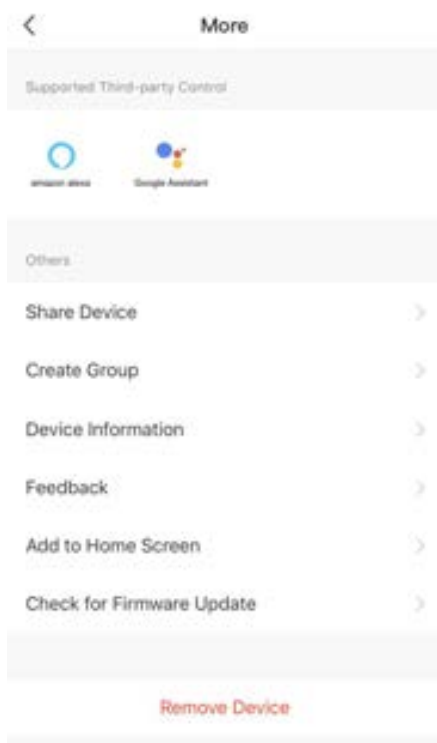 More
Supported Third-party Control
amazon alexa
Google Assistant
Others
Share Device
Create Group
Device Information
Feedback
Add to Home Screen
Check for Firmware Update
Remove Device